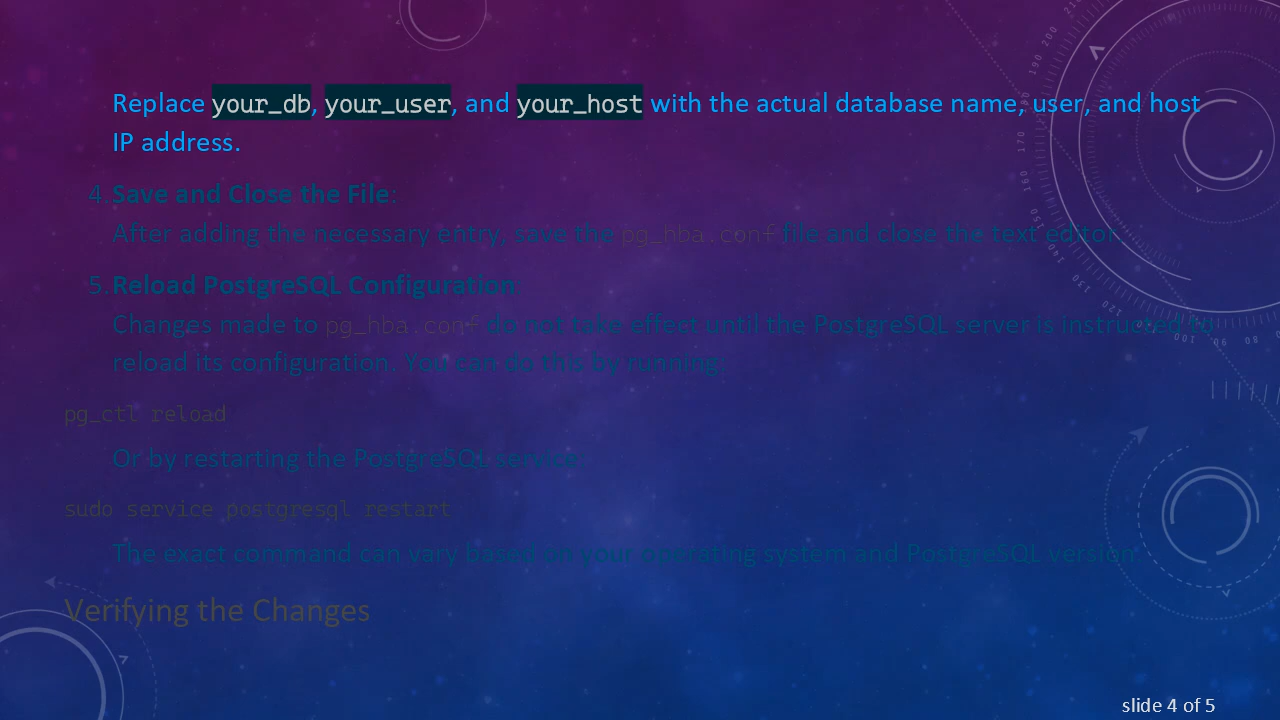 Replace your_db, your_user, and your_host with the actual database name, user, and host
IP address.
4. Save and Close the File:
After adding the necessary entry, save the pg_hba.conf file and close the text editor.
5. Reload PostgreSQL Configuration:
Changes made to pg_hba.conf do not take effect until the PostgreSQL server is instructed to
reload its configuration. You can do this by running:
pg_ctl reload
Or by restarting the PostgreSQL service:
sudo service postgresql restart
The exact command can vary based on your operating system and PostgreSQL version.
Verifying the Changes
slide 4 of 5